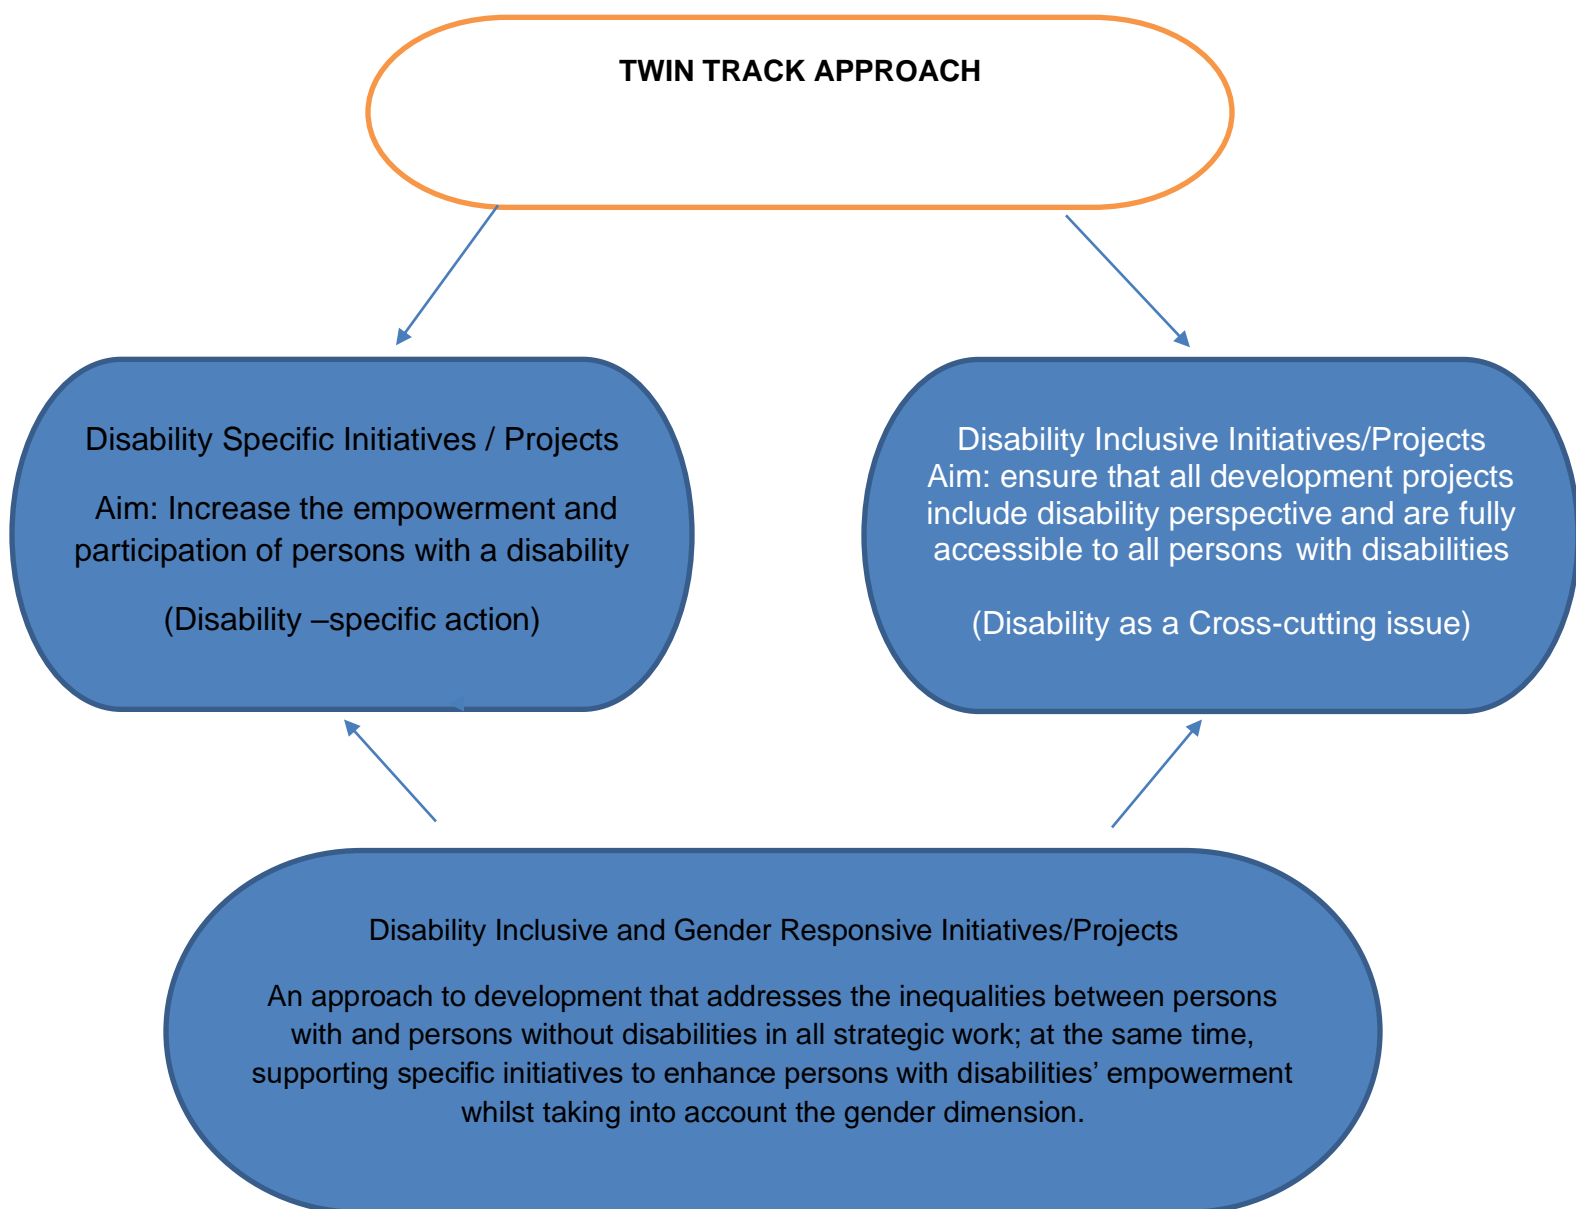 TWIN TRACK APPROACH
Disability Specific Initiatives / Projects
Aim: Increase the empowerment and
participation of persons with a disability
(Disability –specific action)
Disability Inclusive Initiatives/Projects
Aim: ensure that all development projects
include disability perspective and are fully
accessible to all persons with disabilities
(Disability as a Cross-cutting issue)
Disability Inclusive and Gender Responsive Initiatives/Projects
An approach to development that addresses the inequalities between persons
with and persons without disabilities in all strategic work; at the same time,
supporting specific initiatives to enhance persons with disabilities’ empowerment
whilst taking into account the gender dimension.